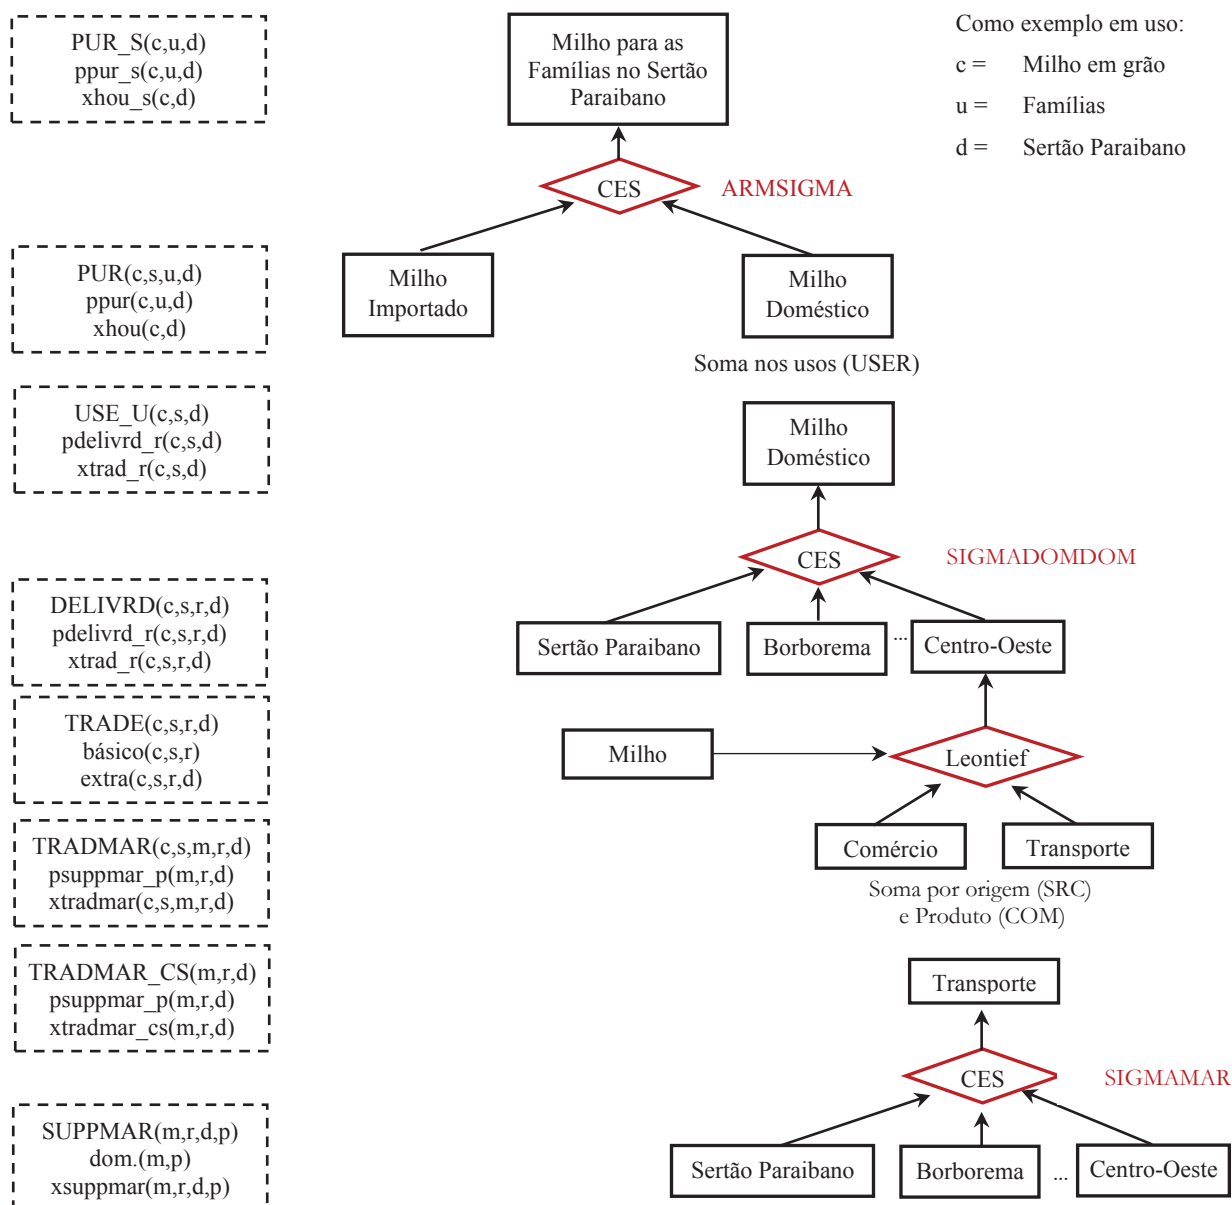 PUR_S(c,u,d)
ppur_s(c,u,d)
xhou_s(c,d)
Milho para as
Famílias no Sertão
Paraibano
Como exemplo em uso:
c = Milho em grão
u = Famílias
d = Sertão Paraibano
CES
ARMSIGMA
PUR(c,s,u,d)
ppur(c,u,d)
xhou(c,d)
Milho
Importado
Milho
Doméstico
Soma nos usos (USER)
USE_U(c,s,d)
pdelivrd_r(c,s,d)
xtrad_r(c,s,d)
Milho
Doméstico
CES
SIGMADOMDOM
DELIVRD(c,s,r,d)
pdelivrd_r(c,s,r,d)
xtrad_r(c,s,r,d)
Sertão Paraibano
Borborema
...
Centro-Oeste
TRADE(c,s,r,d)
básico(c,s,r)
extra(c,s,r,d)
Milho
Leontief
TRADMAR(c,s,m,r,d)
psuppmar_p(m,r,d)
xtradmar(c,s,m,r,d)
Comércio
Transporte
Soma por origem (SRC)
e Produto (COM)
TRADMAR_CS(m,r,d)
psuppmar_p(m,r,d)
xtradmar_cs(m,r,d)
Transporte
CES
SIGMAMAR
SUPPMAR(m,r,d,p)
dom.(m,p)
xsuppmar(m,r,d,p)
Sertão Paraibano
Borborema
...
Centro-Oeste